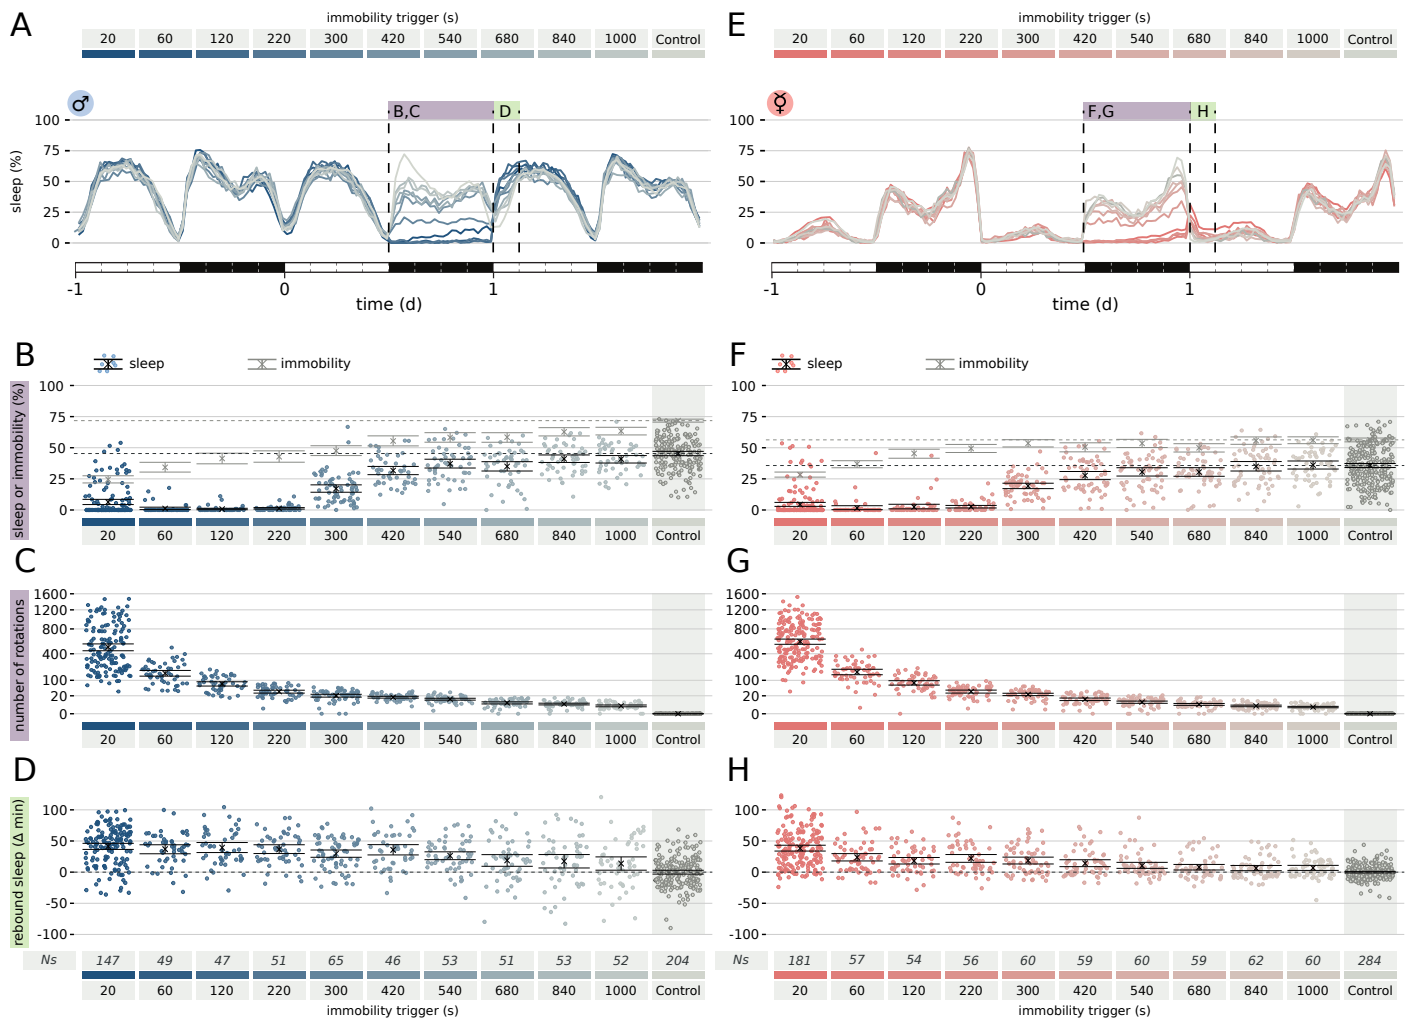 A
immobility trigger (s)
20 60 120 220 300 420 540 680 840 1000 Control
♂
B,C D
100
75
50
25
0
sleep (%)
-1 0 1
time (d)
E
immobility trigger (s)
20 60 120 220 300 420 540 680 840 1000 Control
☿
F,G H
100
75
50
25
0
-1 0 1
time (d)
B
sleep immobility
sleep or immobility (%)
100
75
50
25
0
20 60 120 220 300 420 540 680 840 1000 Control
F
sleep immobility
100
75
50
25
0
20 60 120 220 300 420 540 680 840 1000 Control
C
number of rotations
1600
1200
800
400
100
20
0
20 60 120 220 300 420 540 680 840 1000 Control
G
1600
1200
800
400
100
20
0
20 60 120 220 300 420 540 680 840 1000 Control
D
rebound sleep (Δ min)
100
50
0
-50
-100
Ns 147 49 47 51 65 46 53 51 53 52 204
20 60 120 220 300 420 540 680 840 1000 Control
immobility trigger (s)
H
100
50
0
-50
-100
Ns 181 57 54 56 60 59 60 59 62 60 284
20 60 120 220 300 420 540 680 840 1000 Control
immobility trigger (s)